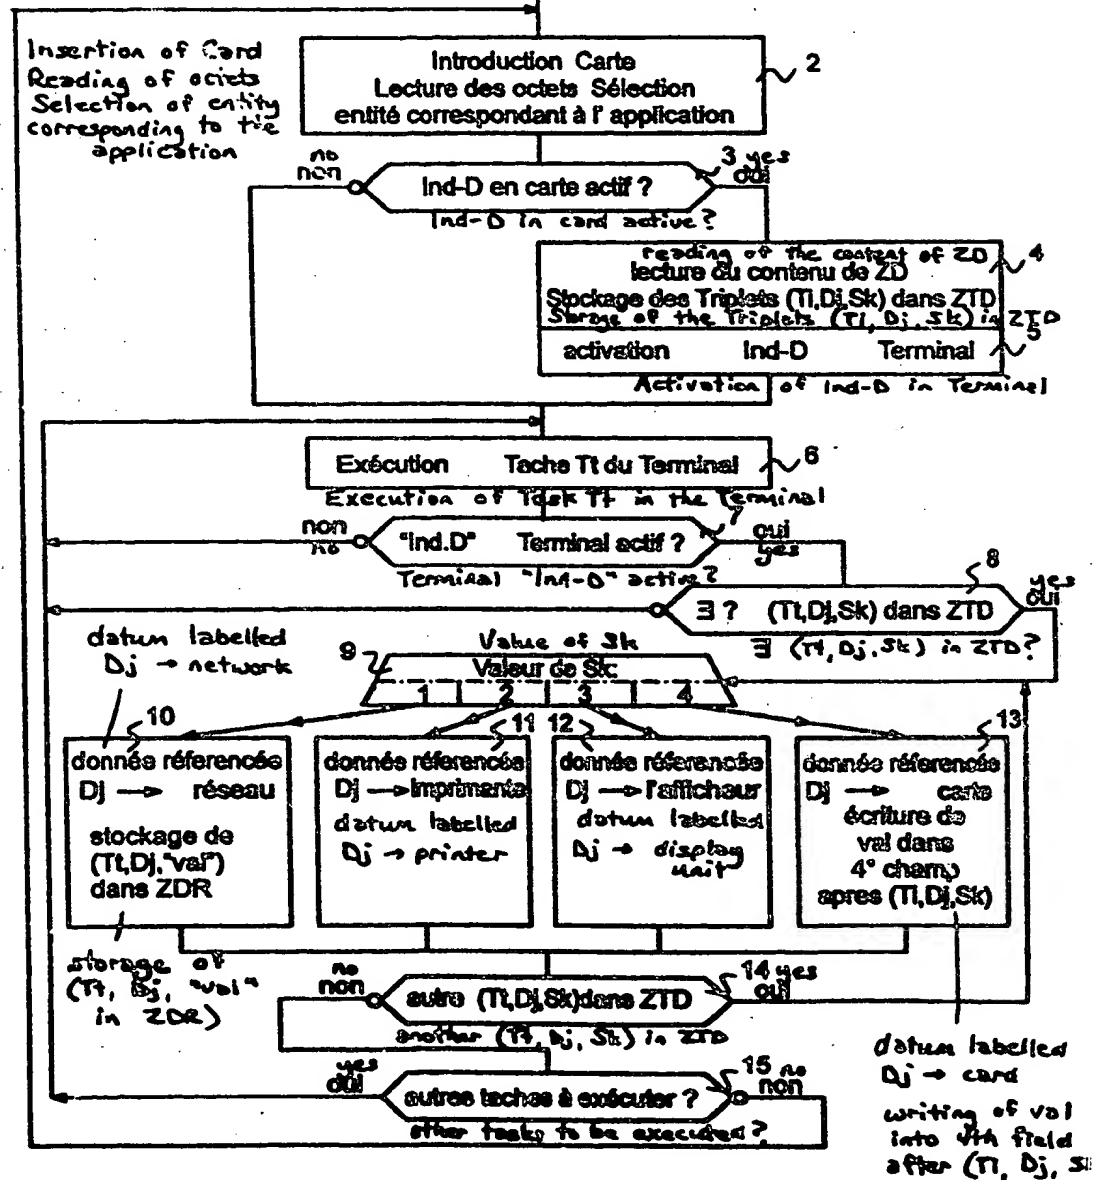 Insertion of Card
Reading of octets
Selection of entity
corresponding to the
application
Introduction Carte
Lecture des octets Sélection
entité correspondant à l' application
2
no
non
3 yes
oui
Ind-D en carte actif ?
Ind-D in card active?
reading of the content of ZD
4
lecture du contenu de ZD
Stockage des Triplets (Ti,Dj,Sk) dans ZTD
Storage of the Triplets (Ti, Dj, Sk) in ZTD
5
activation Ind-D Terminal
Activation of Ind-D in Terminal
Exécution Tache Tt du Terminal
6
Execution of Task Tt in the Terminal
7
non
no
"Ind.D" Terminal actif ?
oui
yes
Terminal "Ind-D" active?
8
yes
oui
∃ ? (Tt,Dj,Sk) dans ZTD
∃ (Tt, Dj, Sk) in ZTD?
datum labelled
Dj → network
Value of Sk
9
Valeur de Sk
1 2 3 4
10
donnée réferencée
Dj → réseau
stockage de
(Tt,Dj,"val")
dans ZDR
11
donnée réferencée
Dj → Imprimante
datum labelled
Dj → printer
12
donnée réferencée
Dj → l'afficheur
datum labelled
Dj → display
unit
13
donnée réferencée
Dj → carte
écriture de
val dans
4° champ
apres (Ti,Dj,Sk)
storage of
(Tt, Dj, "val"
in ZDR)
no
non
14 yes
oui
autre (Tt,Dj,Sk)dans ZTD
another (Tt, Dj, Sk) in ZTD
yes
oui
15 no
non
autres taches à exécuter ?
other tasks to be executed?
datum labelled
Dj → card
writing of val
into 4th field
after (Ti, Dj, S